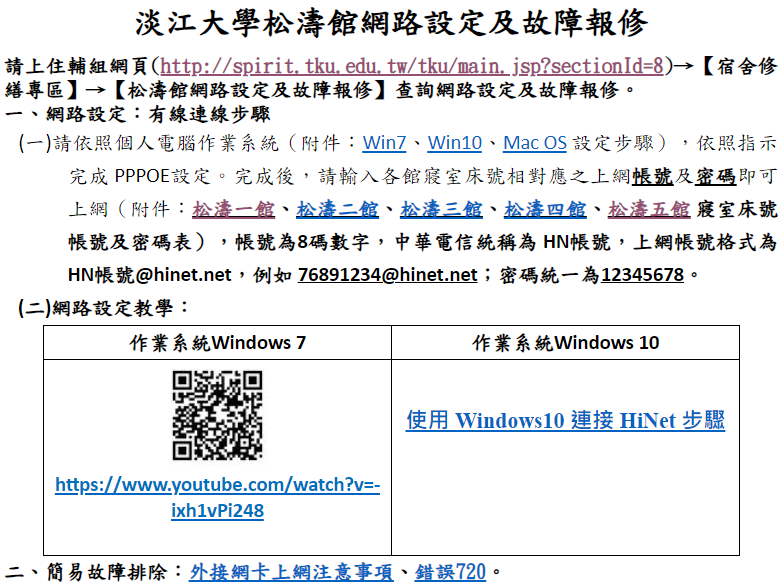 淡江大學松濤館網路設定及故障報修
請上住輔組網頁(http://spirit.tku.edu.tw/tku/main.jsp?sectionId=8)→【宿舍修
繕專區】→【松濤館網路設定及故障報修】查詢網路設定及故障報修。
一、網路設定：有線連線步驟
(一)請依照個人電腦作業系統（附件：Win7、Win10、Mac OS 設定步驟），依照指示
完成 PPPOE設定。完成後，請輸入各館寢室床號相對應之上網帳號及密碼即可
上網（附件：松濤一館、松濤二館、松濤三館、松濤四館、松濤五館 寢室床號
帳號及密碼表），帳號為8碼數字，中華電信統稱為 HN帳號，上網帳號格式為
HN帳號@hinet.net，例如 76891234@hinet.net；密碼統一為12345678。
(二)網路設定教學：
作業系統Windows 7
作業系統Windows 10
https://www.youtube.com/watch?v=-
ixh1vPi248
使用 Windows10 連接 HiNet 步驟
二、簡易故障排除：外接網卡上網注意事項、錯誤720。